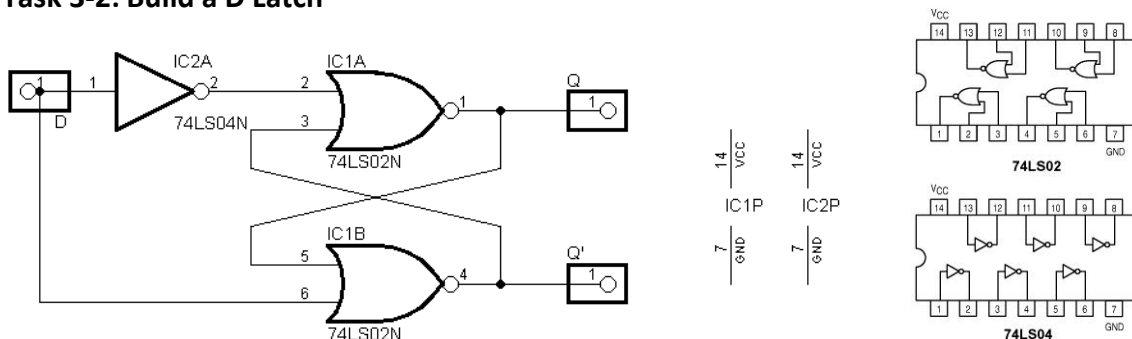 Task 3-2: Build a D Latch
IC2A
1
2
74LS04N
1
D
IC1A
2
3
1
74LS02N
Q
1
IC1B
5
6
4
74LS02N
Q'
1
14
VCC
IC1P
7
GND
14
VCC
IC2P
7
GND
VCC
14 13 12 11 10 9 8
1 2 3 4 5 6 7
GND
74LS02
VCC
14 13 12 11 10 9 8
1 2 3 4 5 6 7
GND
74LS04